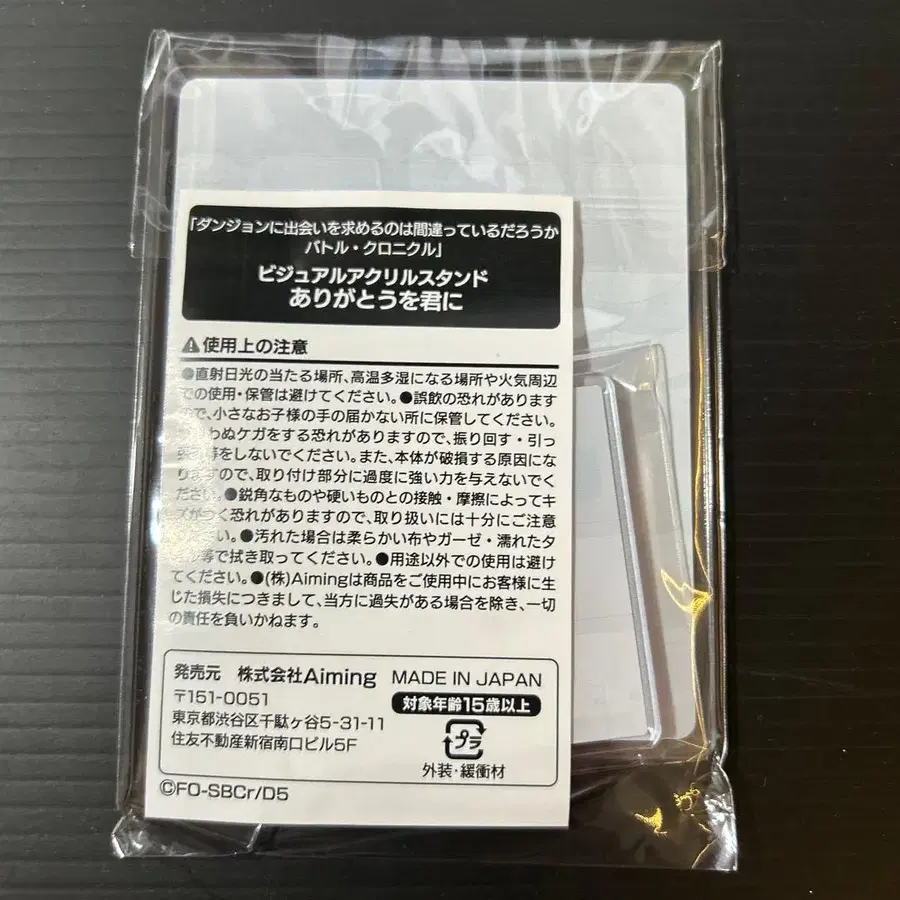 「ダンジョンに出会いを求めるのは間違っているだろうか
バトル・クロニクル」
ビジュアルアクリルスタンド
ありがとうを君に
使用上の注意
●直射日光の当たる場所、高温多湿になる場所や火気周辺
での使用・保管は避けてください。●誤飲の恐れがあります
ので、小さなお子様の手の届かない所に保管してください。
わぬケガをする恐れがありますので、振り回す・引っ
等をしないでください。また、本体が破損する原因にな
りますので、取り付け部分に過度に強い力を与えないでく
ださい。●鋭角なものや硬いものとの接触・摩擦によってキ
ズがつく恐れがありますので、取り扱いには十分にご注意
ださい。●汚れた場合は柔らかい布やガーゼ・濡れたタ
ル等で拭き取ってください。●用途以外での使用は避け
てください。●(株)Aimingは商品をご使用中にお客様に生
じた損失につきまして、当方に過失がある場合を除き、一切
の責任を負いかねます。
発売元 株式会社Aiming MADE IN JAPAN
〒151-0051
対象年齢15歳以上
東京都渋谷区千駄ヶ谷5-31-11
住友不動産新宿南口ビル5F
プラ
外装・緩衝材
©FO-SBCr/D5